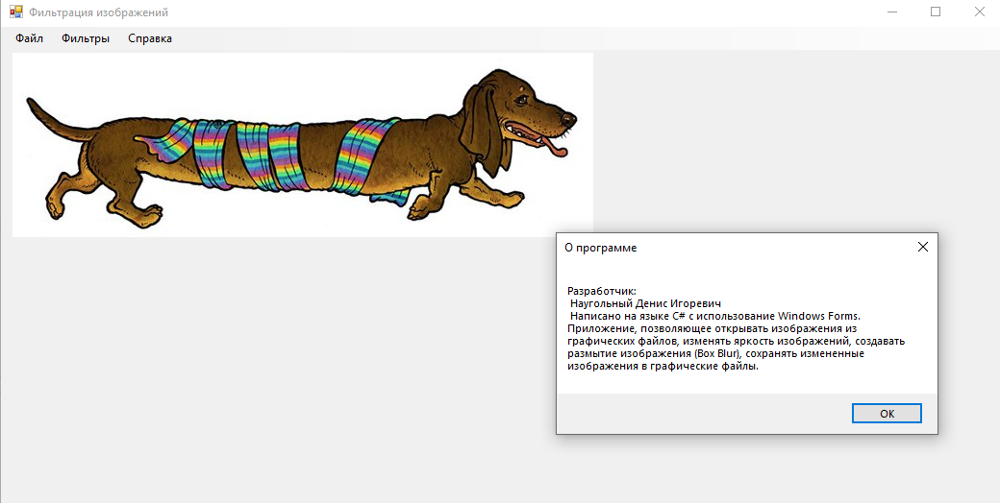 Фильтрация изображений
Файл Фильтры Справка
О программе
Разработчик:
Наугольный Денис Игоревич
Написано на языке C# с использование Windows Forms.
Приложение, позволяющее открывать изображения из
графических файлов, изменять яркость изображений, создавать
размытие изображения (Box Blur), сохранять измененные
изображения в графические файлы.
ОК